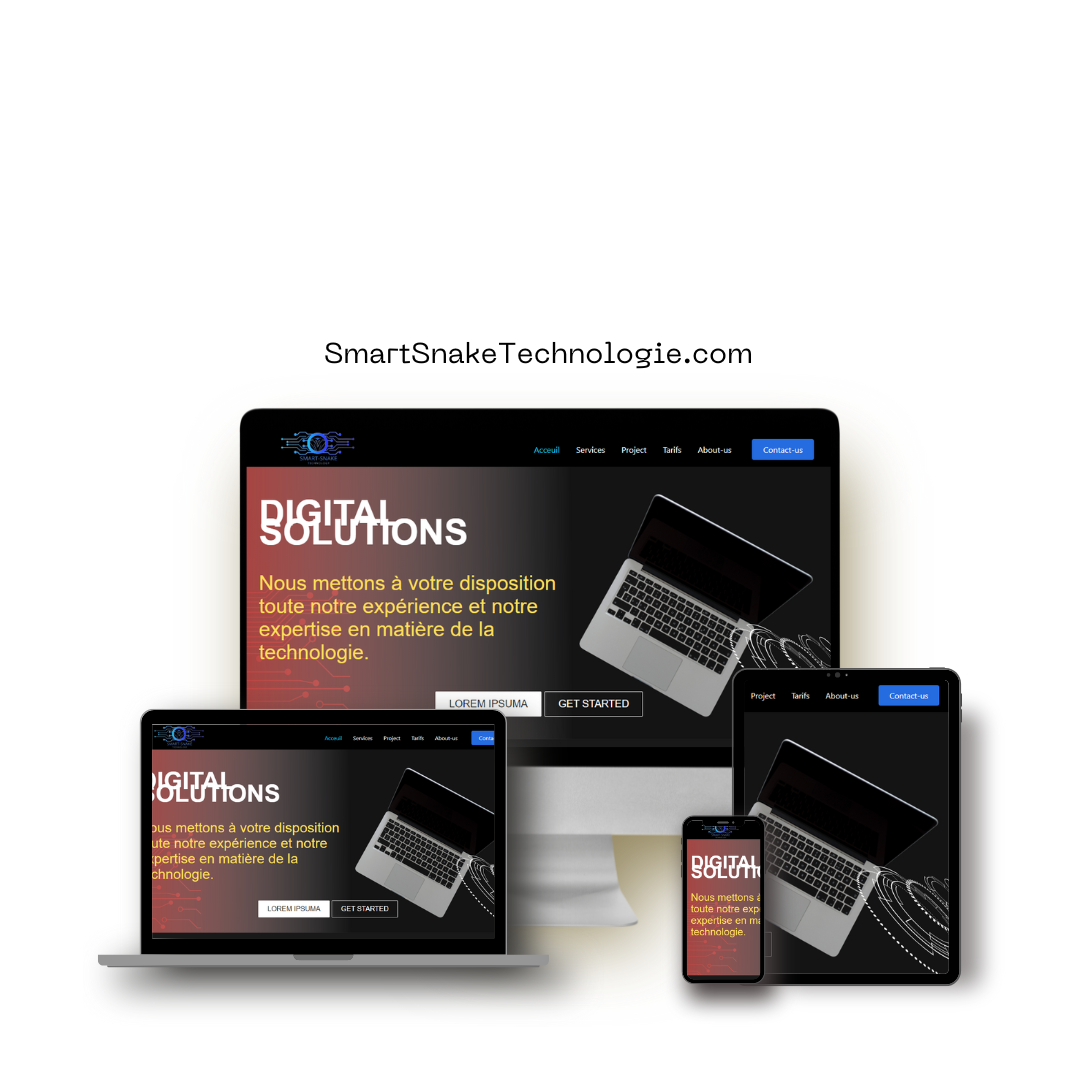 SmartSnakeTechnologie.com
SMART-SNAKE
Acceuil Services Project Tarifs About-us Contact-us
DIGITAL
SOLUTIONS
Nous mettons à votre disposition
toute notre expérience et notre
expertise en matière de la
technologie.
LOREM IPSUMA GET STARTED
Project Tarifs About-us Contact-us
SMART-SNAKE
Acceuil Services Project Tarifs About-us Conta
DIGITAL
SOLUTIONS
ous mettons à votre disposition
ute notre expérience et notre
xpertise en matière de la
chnologie.
LOREM IPSUMA GET STARTED
DIGITAL
SOLUTI
Nous mettons à
toute notre exp
expertise en ma
technologie.